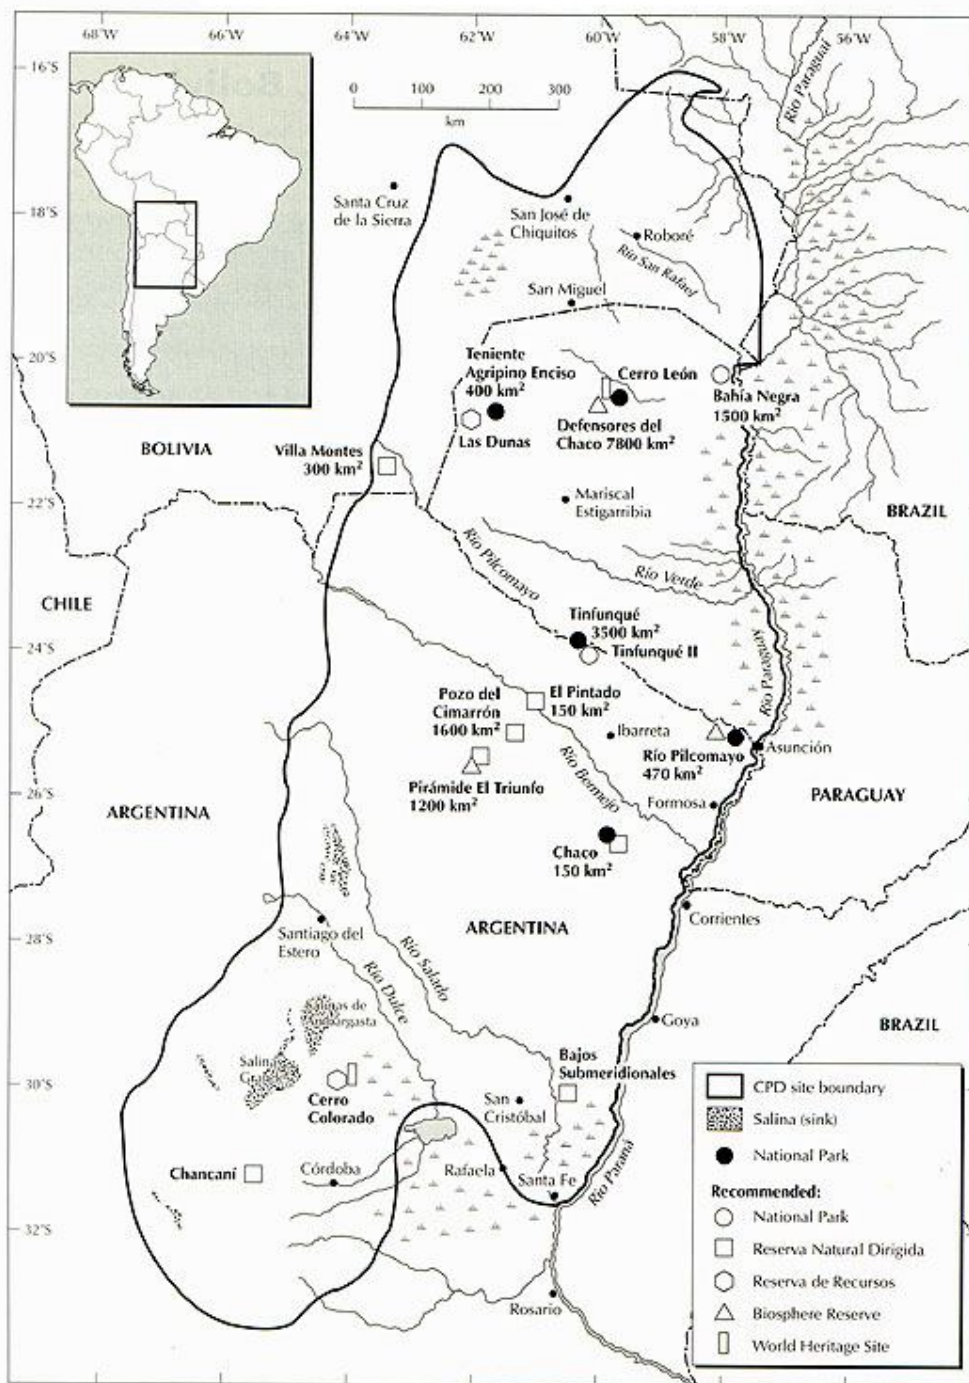 68°W
66°W
64°W
62°W
60°W
58°W
56°W
16°S
18°S
20°S
22°S
24°S
26°S
28°S
30°S
32°S
0 100 200 300
km
Río Paraguai
Santa Cruz
de la Sierra
San José de
Chiquitos
Roboré
Río San Rafael
San Miguel
Teniente
Agripino Enciso
400 km²
Cerro León
Bahía Negra
1500 km²
Las Dunas
Defensores del
Chaco 7800 km²
BOLIVIA
Villa Montes
300 km²
Mariscal
Estigarribia
BRAZIL
Río Pilcomayo
Río Verde
CHILE
Tinfunqué
3500 km²
Tinfunqué II
Río Paraguay
El Pintado
150 km²
Pozo del
Cimarrón
1600 km²
Ibarreta
Río Pilcomayo
470 km²
Asunción
Pirámide El Triunfo
1200 km²
Río Bermejo
Formosa
ARGENTINA
PARAGUAY
Chaco
150 km²
Corrientes
ARGENTINA
Santiago del
Estero
Río Salado
Río Dulce
Salinas de
Ambargasta
Goya
BRAZIL
Salinas
Cerro
Colorado
Bajos
Submeridionales
San
Cristóbal
Chancaní
Córdoba
Rafaela
Santa Fe
Río Paraná
Rosario
CPD site boundary
Salina (sink)
National Park
Recommended:
National Park
Reserva Natural Dirigida
Reserva de Recursos
Biosphere Reserve
World Heritage Site